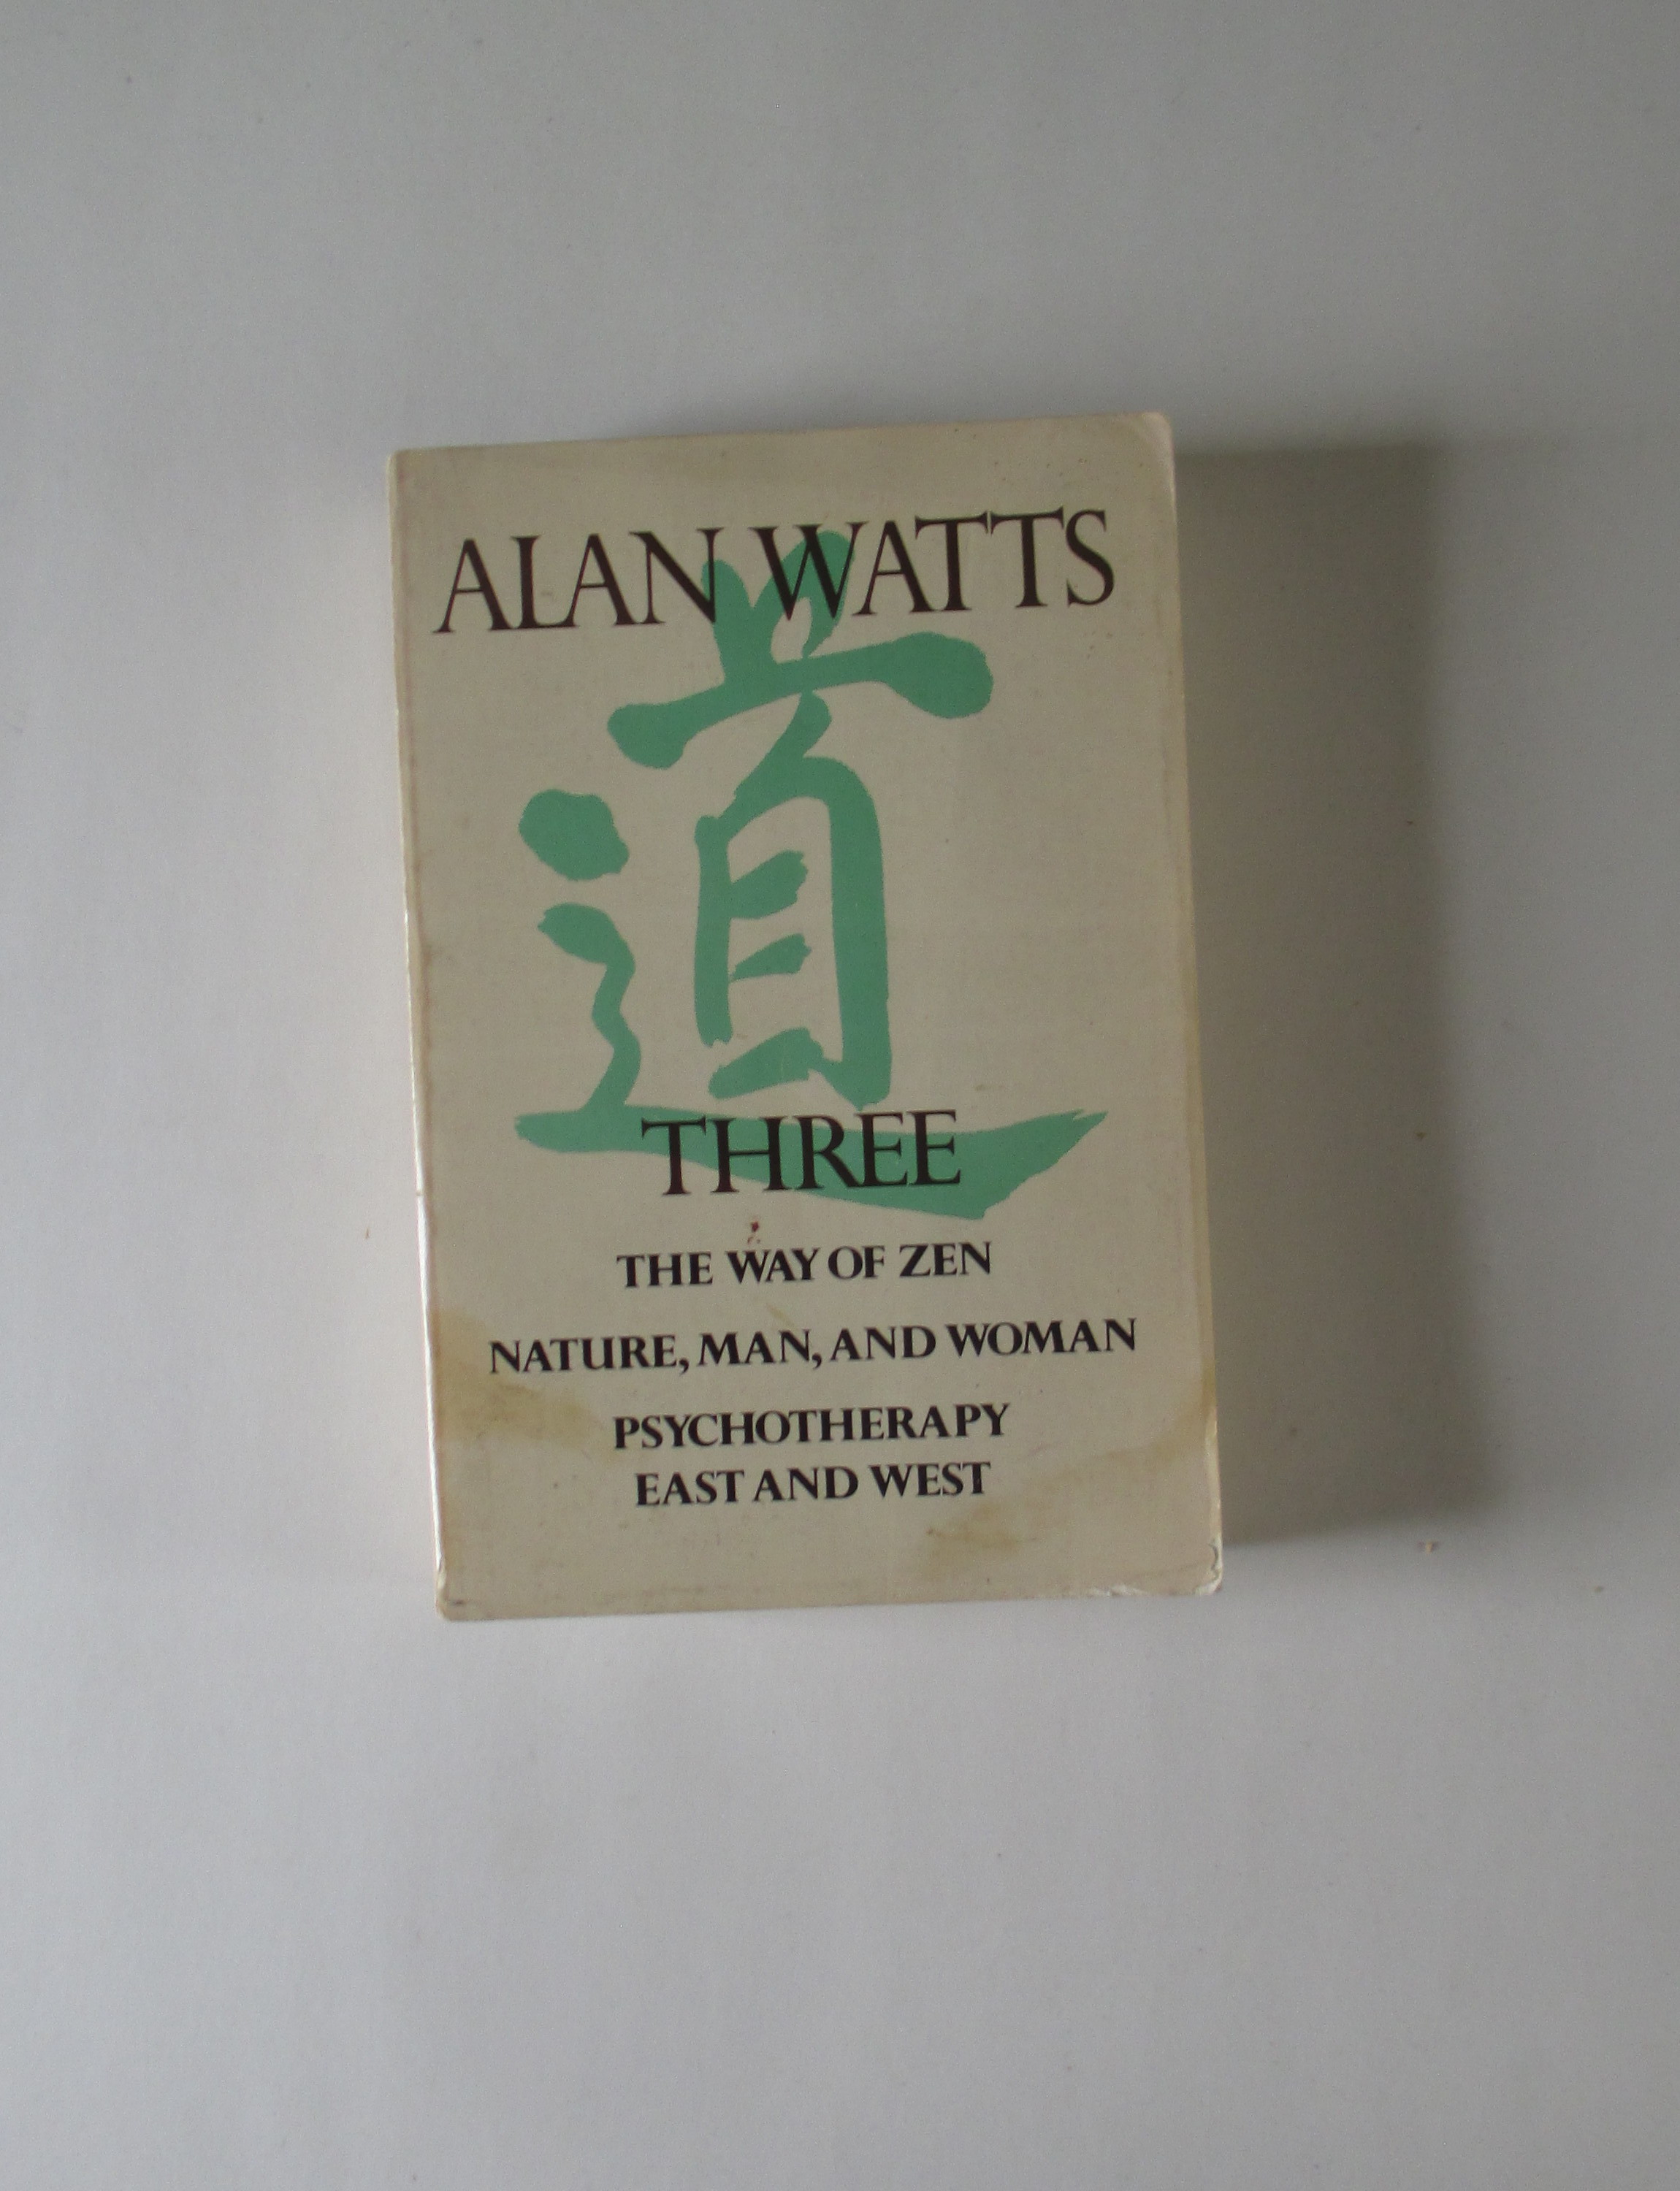 ALAN WATTS
道
THREE
THE WAY OF ZEN
NATURE, MAN, AND WOMAN
PSYCHOTHERAPY
EAST AND WEST